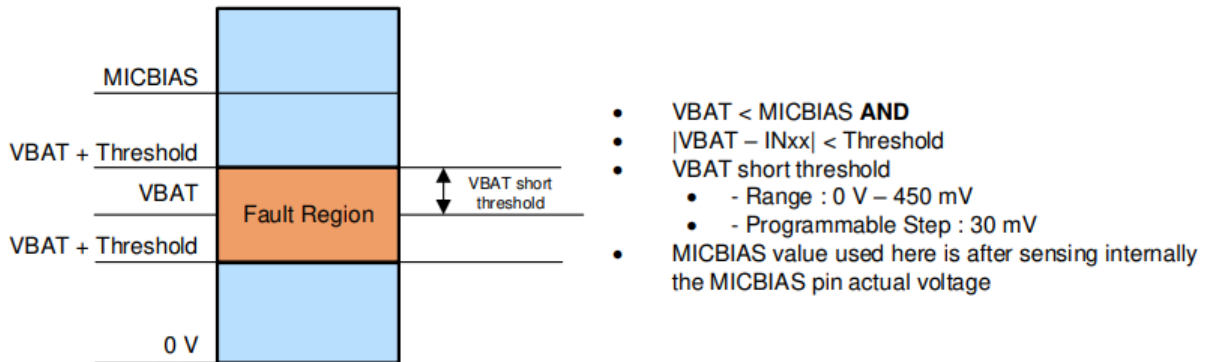 MICBIAS
VBAT + Threshold
VBAT
VBAT + Threshold
0 V
Fault Region
VBAT short
threshold
• VBAT < MICBIAS AND
• |VBAT – INxx| < Threshold
• VBAT short threshold
• - Range : 0 V – 450 mV
• - Programmable Step : 30 mV
• MICBIAS value used here is after sensing internally
the MICBIAS pin actual voltage